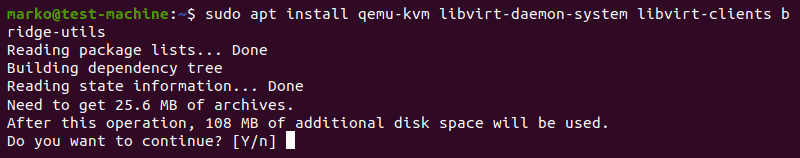 marko@test-machine:~$ sudo apt install qemu-kvm libvirt-daemon-system libvirt-clients b
ridge-utils
Reading package lists... Done
Building dependency tree
Reading state information... Done
Need to get 25.6 MB of archives.
After this operation, 108 MB of additional disk space will be used.
Do you want to continue? [Y/n]